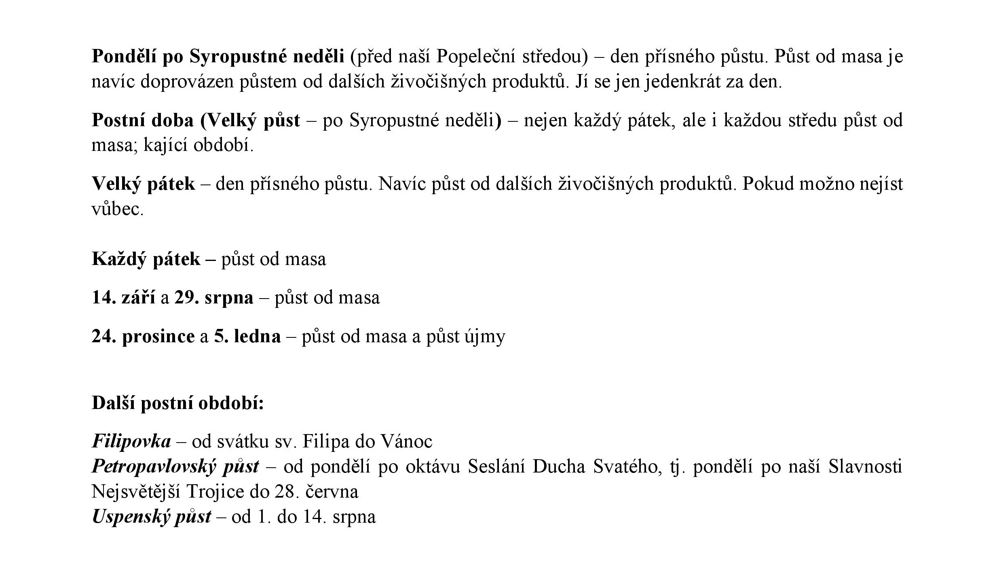 Pondělí po Syropustné neděli (před naší Popeleční středou) – den přísného půstu. Půst od masa je
navíc doprovázen půstem od dalších živočišných produktů. Jí se jen jedenkrát za den.
Postní doba (Velký půst – po Syropustné neděli) – nejen každý pátek, ale i každou středu půst od
masa; kající období.
Velký pátek – den přísného půstu. Navíc půst od dalších živočišných produktů. Pokud možno nejíst
vůbec.
Každý pátek – půst od masa
14. září a 29. srpna – půst od masa
24. prosince a 5. ledna – půst od masa a půst újmy
Další postní období:
Filipovka – od svátku sv. Filipa do Vánoc
Petropavlovský půst – od pondělí po oktávu Seslání Ducha Svatého, tj. pondělí po naší Slavnosti
Nejsvětější Trojice do 28. června
Uspenský půst – od 1. do 14. srpna